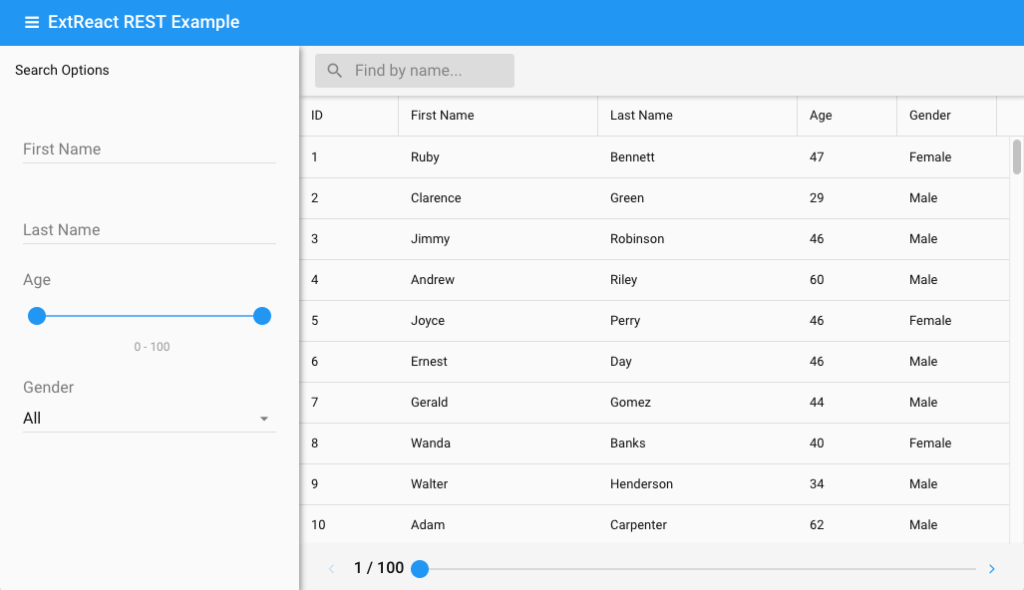 ExtReact REST Example
Search Options
First Name
Last Name
Age
0 - 100
Gender
All
Find by name...
ID First Name Last Name Age Gender
1 Ruby Bennett 47 Female
2 Clarence Green 29 Male
3 Jimmy Robinson 46 Male
4 Andrew Riley 60 Male
5 Joyce Perry 46 Female
6 Ernest Day 46 Male
7 Gerald Gomez 44 Male
8 Wanda Banks 40 Female
9 Walter Henderson 34 Male
10 Adam Carpenter 62 Male
1 / 100